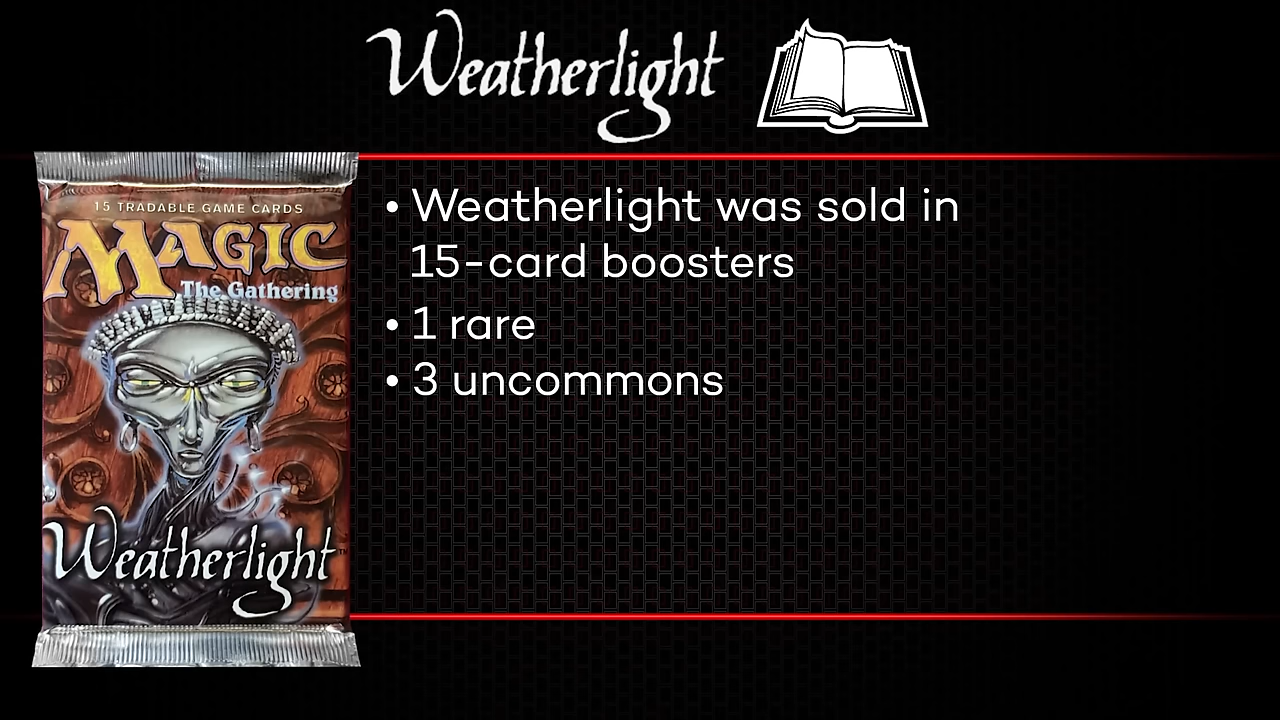 Weatherlight
15 TRADABLE GAME CARDS
MAGIC
The Gathering
Weatherlight™
• Weatherlight was sold in
15-card boosters
• 1 rare
• 3 uncommons